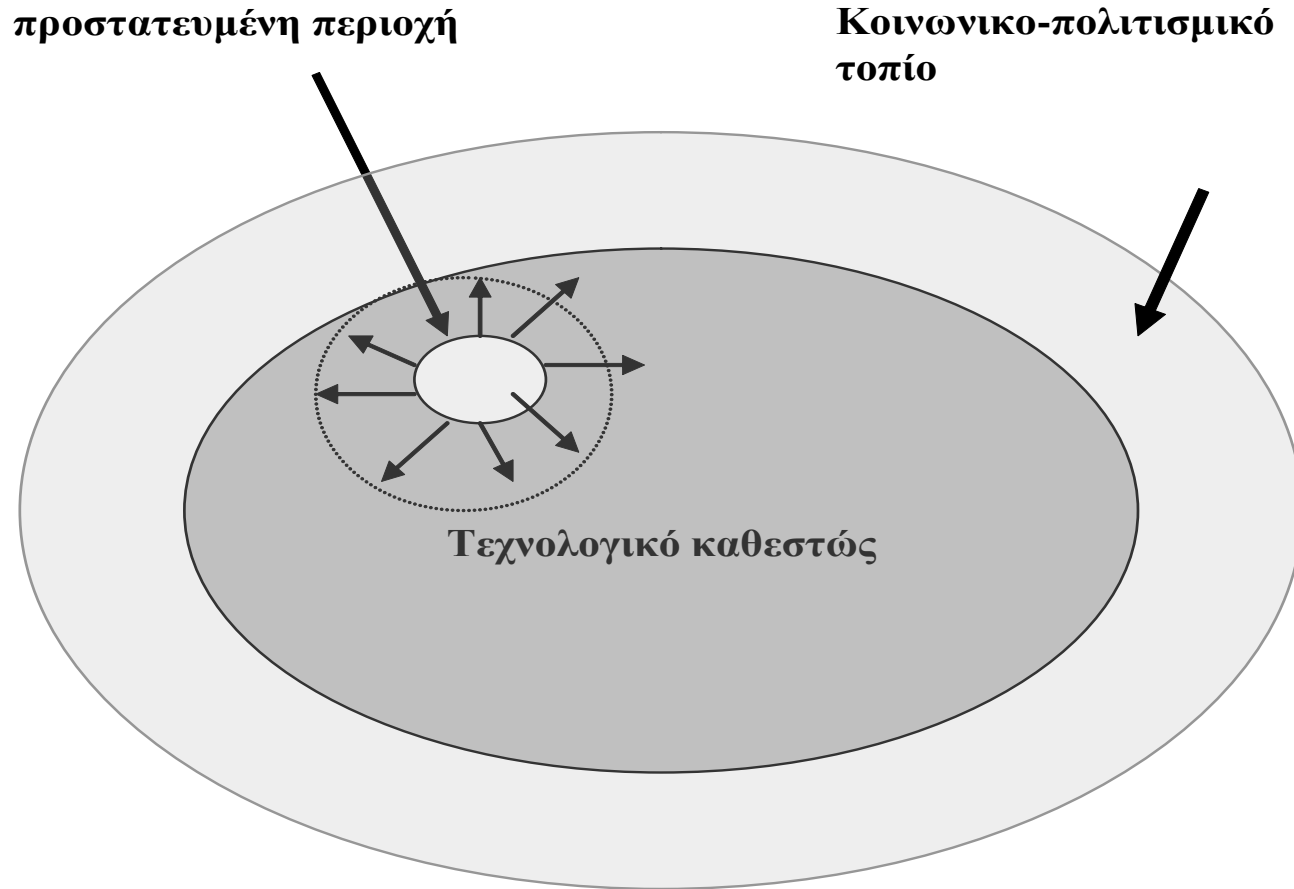 προστατευμένη περιοχή
Κοινωνικο-πολιτισμικό
τοπίο
Τεχνολογικό καθεστώς